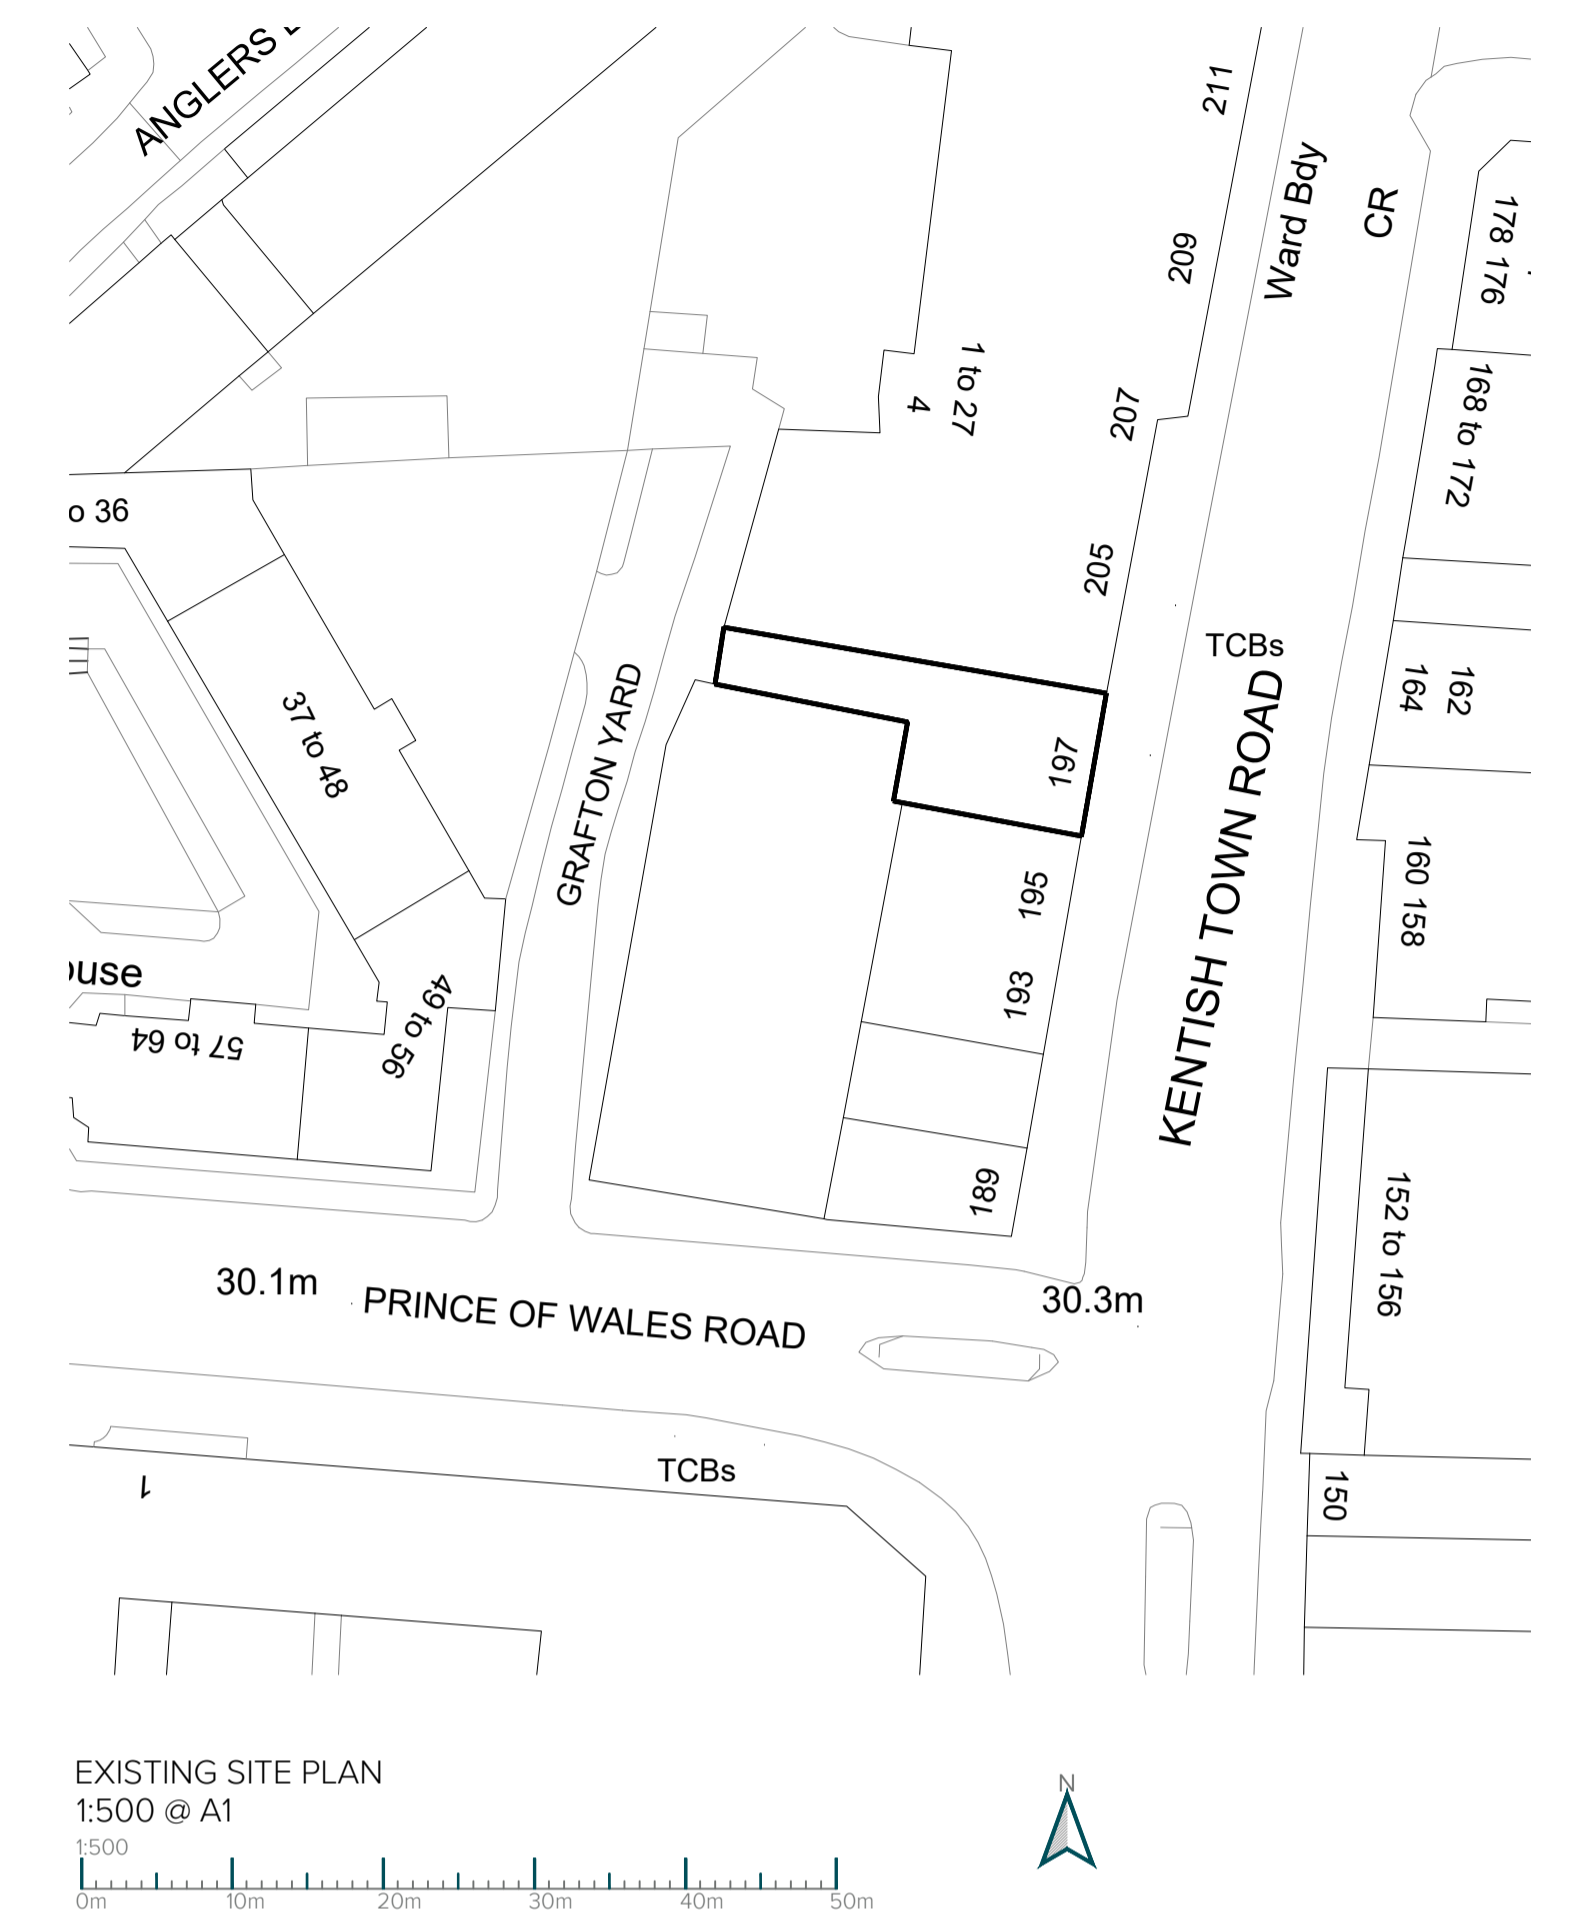 ANGLERS
211
Ward Bdy
CR
178 176
209
1 to 27
4
207
168 to 172
o 36
205
TCBs
162
164
37 to 48
GRAFTON YARD
197
KENTISH TOWN ROAD
160 158
195
ouse
193
49 to 56
57 to 64
189
152 to 156
30.1m
PRINCE OF WALES ROAD
30.3m
TCBs
1
150
EXISTING SITE PLAN
1:500 @ A1
N
1:500
0m 10m 20m 30m 40m 50m